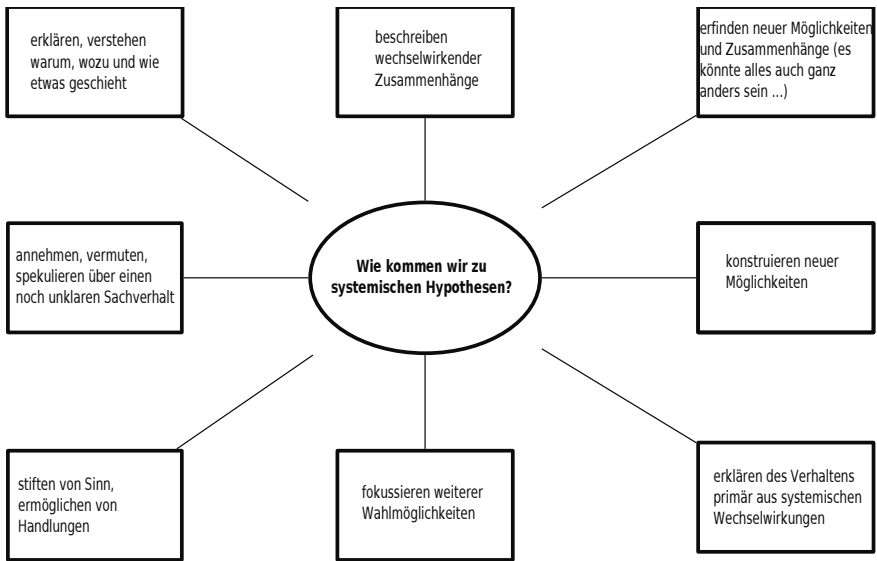 erklären, verstehen
warum, wozu und wie
etwas geschieht
beschreiben
wechselwirkender
Zusammenhänge
erfinden neuer Möglichkeiten
und Zusammenhänge (es
könnte alles auch ganz
anders sein ...)
annehmen, vermuten,
spekulieren über einen
noch unklaren Sachverhalt
Wie kommen wir zu
systemischen Hypothesen?
konstruieren neuer
Möglichkeiten
stiften von Sinn,
ermöglichen von
Handlungen
fokussieren weiterer
Wahlmöglichkeiten
erklären des Verhaltens
primär aus systemischen
Wechselwirkungen